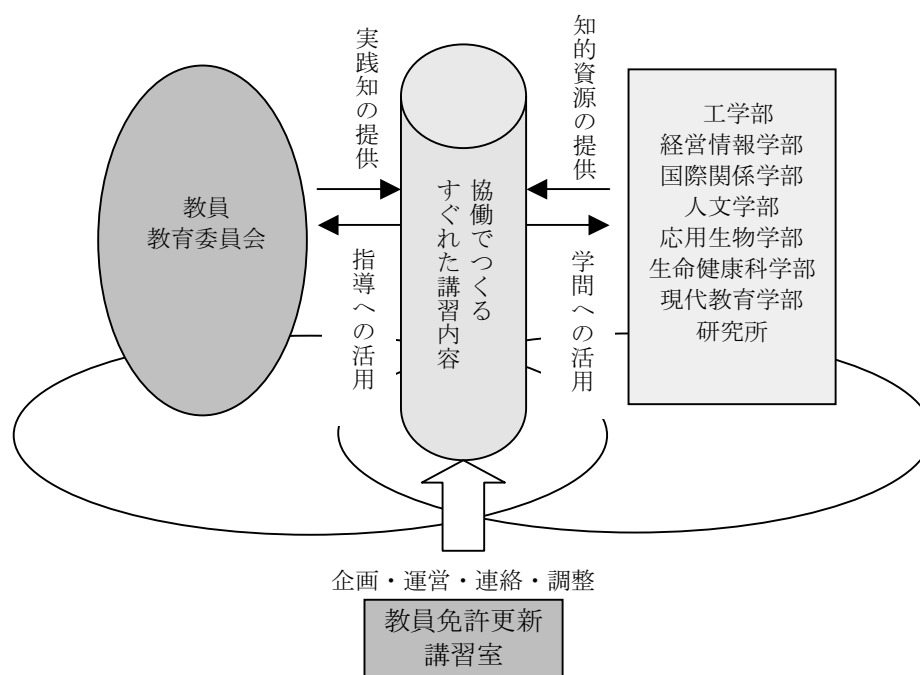 実践知の提供
知的資源の提供
教員
教育委員会
協働でつくる
すぐれた講習内容
工学部
経営情報学部
国際関係学部
人文学部
応用生物学部
生命健康科学部
現代教育学部
研究所
指導への活用
学問への活用
企画・運営・連絡・調整
教員免許更新
講習室